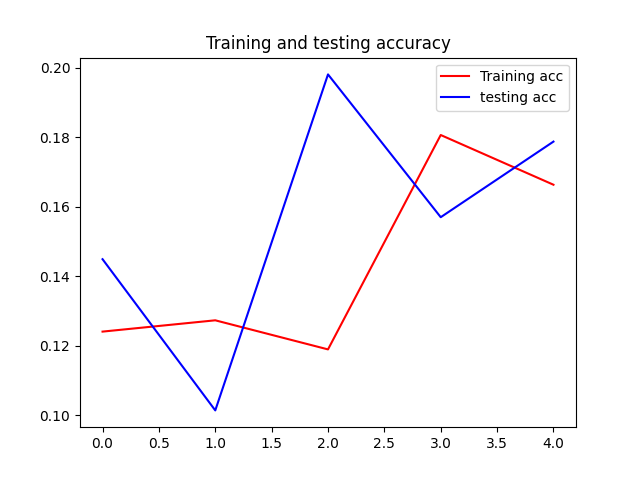 Training and testing accuracy
Training acc
testing acc
0.20
0.18
0.16
0.14
0.12
0.10
0.0 0.5 1.0 1.5 2.0 2.5 3.0 3.5 4.0